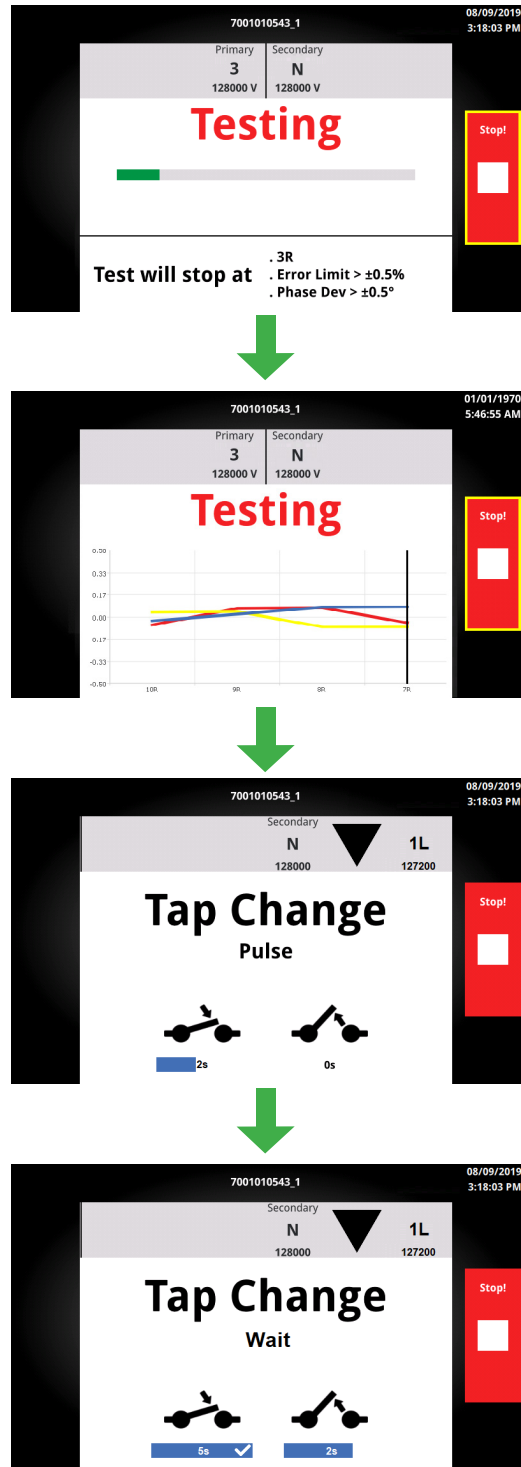 08/09/2019
7001010543_1
3:18:03 PM
Primary Secondary
3 N
128000 V 128000 V
Testing
Stop!
Test will stop at
. 3R
. Error Limit > ±0.5%
. Phase Dev > ±0.5°
01/01/1970
7001010543_1
5:46:55 AM
Primary Secondary
3 N
128000 V 128000 V
Testing
Stop!
0.50
0.33
0.17
0.00
-0.17
-0.33
-0.50
10R 9R 8R 7R
08/09/2019
7001010543_1
3:18:03 PM
Secondary
N 1L
128000 127200
Stop!
Tap Change
Pulse
2s 0s
08/09/2019
7001010543_1
3:18:03 PM
Secondary
N 1L
128000 127200
Stop!
Tap Change
Wait
5s 2s